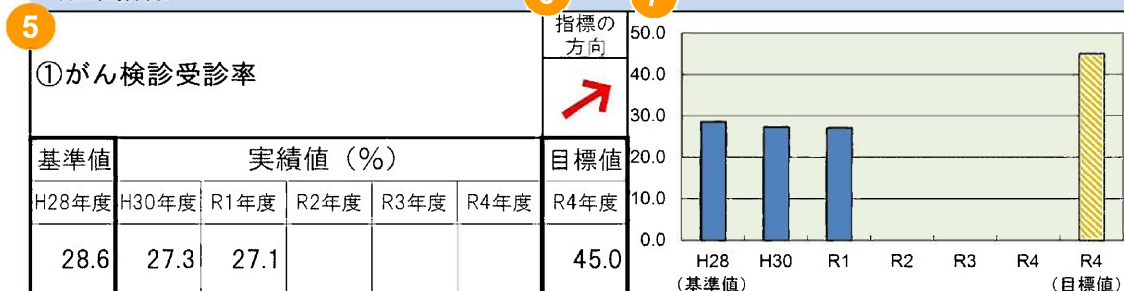 5
6
7
指標の
方向
①がん検診受診率
基準値 実績値（%） 目標値
H28年度 H30年度 R1年度 R2年度 R3年度 R4年度 R4年度
28.6 27.3 27.1 45.0
50.0
40.0
30.0
20.0
10.0
0.0
H28 H30 R1 R2 R3 R4 R4
（基準値） （目標値）